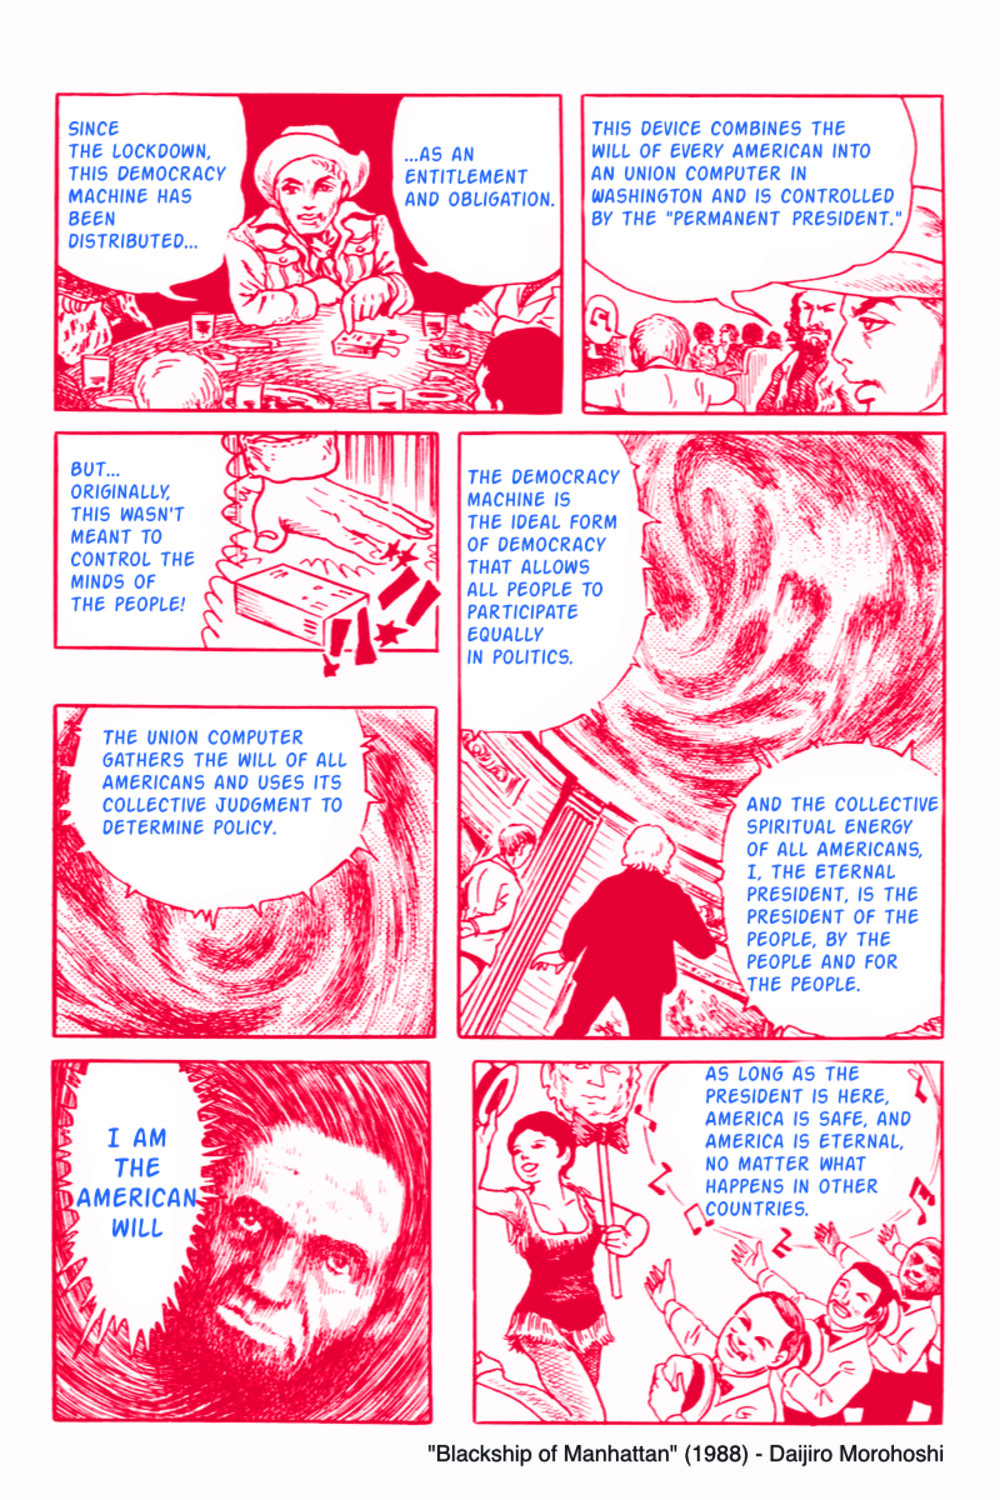 SINCE
THE LOCKDOWN,
THIS DEMOCRACY
MACHINE HAS
BEEN
DISTRIBUTED...
...AS AN
ENTITLEMENT
AND OBLIGATION.
THIS DEVICE COMBINES THE
WILL OF EVERY AMERICAN INTO
AN UNION COMPUTER IN
WASHINGTON AND IS CONTROLLED
BY THE "PERMANENT PRESIDENT."
BUT...
ORIGINALLY,
THIS WASN'T
MEANT TO
CONTROL THE
MINDS OF
THE PEOPLE!
THE DEMOCRACY
MACHINE IS
THE IDEAL FORM
OF DEMOCRACY
THAT ALLOWS
ALL PEOPLE TO
PARTICIPATE
EQUALLY
IN POLITICS.
THE UNION COMPUTER
GATHERS THE WILL OF ALL
AMERICANS AND USES ITS
COLLECTIVE JUDGMENT TO
DETERMINE POLICY.
AND THE COLLECTIVE
SPIRITUAL ENERGY
OF ALL AMERICANS,
I, THE ETERNAL
PRESIDENT, IS THE
PRESIDENT OF THE
PEOPLE, BY THE
PEOPLE AND FOR
THE PEOPLE.
I AM
THE
AMERICAN
WILL
AS LONG AS THE
PRESIDENT IS HERE,
AMERICA IS SAFE, AND
AMERICA IS ETERNAL,
NO MATTER WHAT
HAPPENS IN OTHER
COUNTRIES.
"Blackship of Manhattan" (1988) - Daijiro Morohoshi